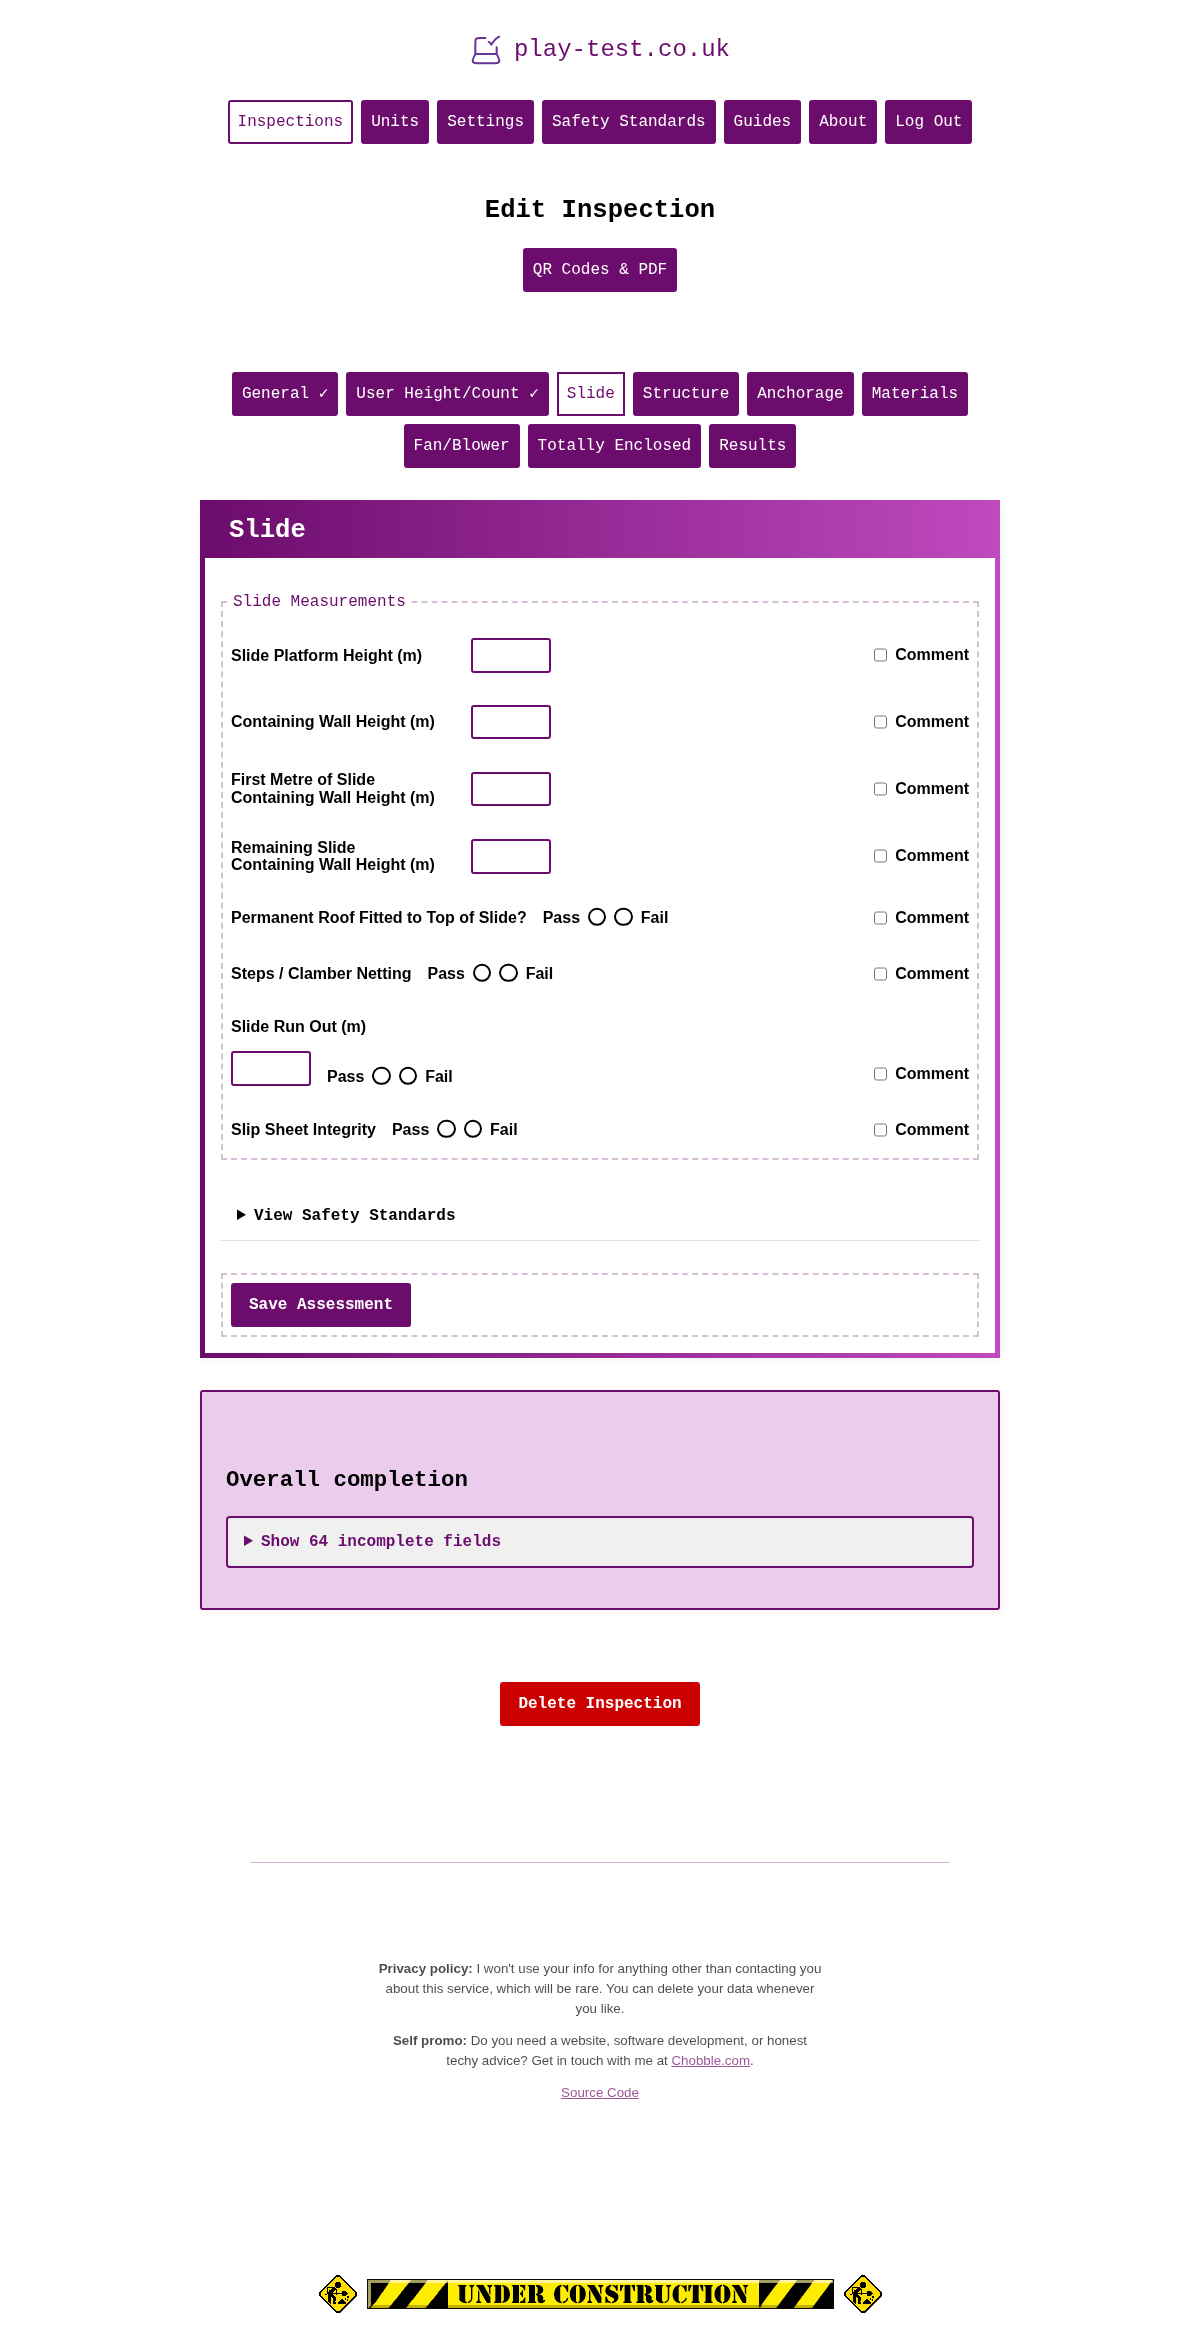 play-test.co.uk
Inspections Units Settings Safety Standards Guides About Log Out
Edit Inspection
QR Codes & PDF
General ✓ User Height/Count ✓ Slide Structure Anchorage Materials
Fan/Blower Totally Enclosed Results
Slide
Slide Measurements
Slide Platform Height (m) Comment
Containing Wall Height (m) Comment
First Metre of Slide
Containing Wall Height (m) Comment
Remaining Slide
Containing Wall Height (m) Comment
Permanent Roof Fitted to Top of Slide? Pass Fail Comment
Steps / Clamber Netting Pass Fail Comment
Slide Run Out (m)
Pass Fail Comment
Slip Sheet Integrity Pass Fail Comment
View Safety Standards
Save Assessment
Overall completion
Show 64 incomplete fields
Delete Inspection
Privacy policy: I won't use your info for anything other than contacting you
about this service, which will be rare. You can delete your data whenever
you like.
Self promo: Do you need a website, software development, or honest
techy advice? Get in touch with me at Chobble.com.
Source Code
UNDER CONSTRUCTION